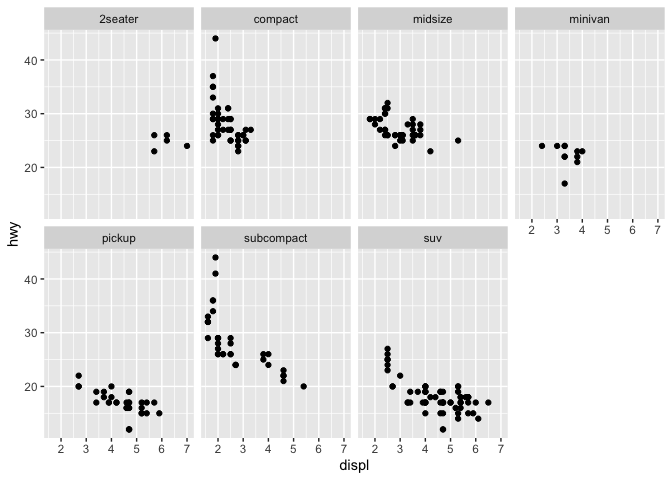 2seater compact midsize minivan
40
30
20
2 3 4 5 6 7
hwy
pickup subcompact suv
40
30
20
2 3 4 5 6 7 2 3 4 5 6 7 2 3 4 5 6 7
displ